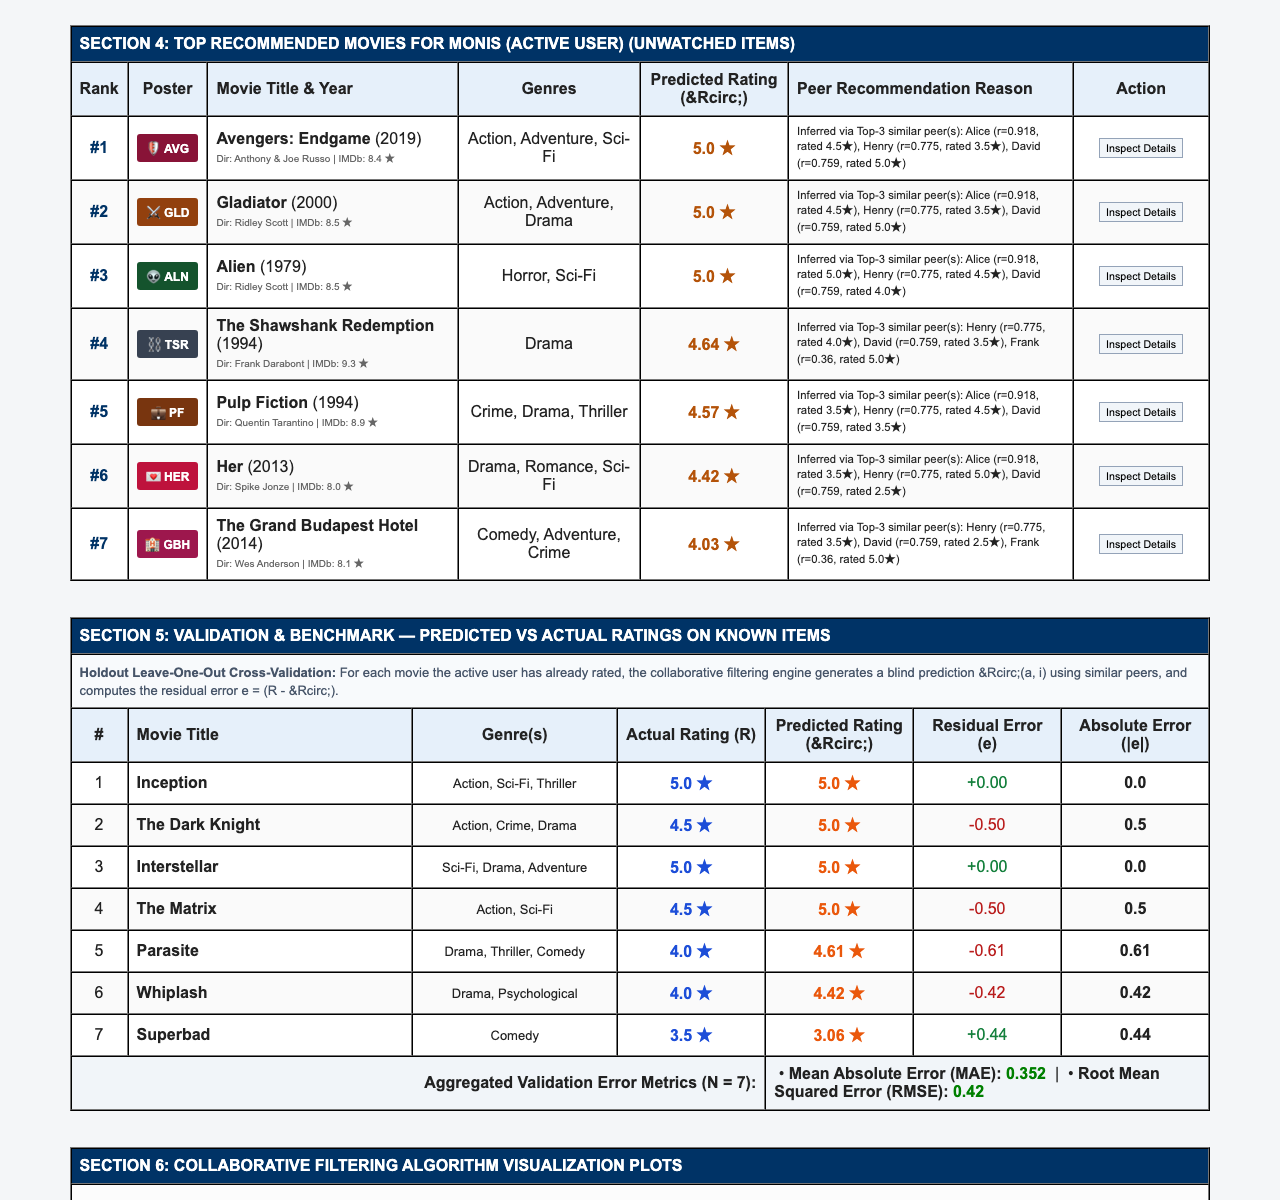 SECTION 4: TOP RECOMMENDED MOVIES FOR MONIS (ACTIVE USER) (UNWATCHED ITEMS)
Rank Poster Movie Title & Year Genres Predicted Rating (&Rcirc;) Peer Recommendation Reason Action
#1 AVG Avengers: Endgame (2019)
Dir: Anthony & Joe Russo | IMDb: 8.4 ★
Action, Adventure, Sci-
Fi
5.0 ★
Inferred via Top-3 similar peer(s): Alice (r=0.918,
rated 4.5★), Henry (r=0.775, rated 3.5★), David
(r=0.759, rated 5.0★)
Inspect Details
#2 GLD Gladiator (2000)
Dir: Ridley Scott | IMDb: 8.5 ★
Action, Adventure,
Drama
5.0 ★
Inferred via Top-3 similar peer(s): Alice (r=0.918,
rated 4.5★), Henry (r=0.775, rated 3.5★), David
(r=0.759, rated 5.0★)
Inspect Details
#3 ALN Alien (1979)
Dir: Ridley Scott | IMDb: 8.5 ★
Horror, Sci-Fi
5.0 ★
Inferred via Top-3 similar peer(s): Alice (r=0.918,
rated 5.0★), Henry (r=0.775, rated 4.5★), David
(r=0.759, rated 4.0★)
Inspect Details
#4 TSR The Shawshank Redemption
(1994)
Dir: Frank Darabont | IMDb: 9.3 ★
Drama
4.64 ★
Inferred via Top-3 similar peer(s): Henry (r=0.775,
rated 4.0★), David (r=0.759, rated 3.5★), Frank
(r=0.36, rated 5.0★)
Inspect Details
#5 PF Pulp Fiction (1994)
Dir: Quentin Tarantino | IMDb: 8.9 ★
Crime, Drama, Thriller
4.57 ★
Inferred via Top-3 similar peer(s): Alice (r=0.918,
rated 3.5★), Henry (r=0.775, rated 4.5★), David
(r=0.759, rated 3.5★)
Inspect Details
#6 HER Her (2013)
Dir: Spike Jonze | IMDb: 8.0 ★
Drama, Romance, Sci-
Fi
4.42 ★
Inferred via Top-3 similar peer(s): Alice (r=0.918,
rated 3.5★), Henry (r=0.775, rated 5.0★), David
(r=0.759, rated 2.5★)
Inspect Details
#7 GBH The Grand Budapest Hotel
(2014)
Dir: Wes Anderson | IMDb: 8.1 ★
Comedy, Adventure,
Crime
4.03 ★
Inferred via Top-3 similar peer(s): Henry (r=0.775,
rated 3.5★), David (r=0.759, rated 2.5★), Frank
(r=0.36, rated 5.0★)
Inspect Details
SECTION 5: VALIDATION & BENCHMARK — PREDICTED VS ACTUAL RATINGS ON KNOWN ITEMS
Holdout Leave-One-Out Cross-Validation: For each movie the active user has already rated, the collaborative filtering engine generates a blind prediction &Rcirc;(a, i) using similar peers, and
computes the residual error e = (R - &Rcirc;).
# Movie Title Genre(s) Actual Rating (R) Predicted Rating (&Rcirc;) Residual Error (e) Absolute Error (|e|)
1 Inception Action, Sci-Fi, Thriller 5.0 ★ 5.0 ★ +0.00 0.0
2 The Dark Knight Action, Crime, Drama 4.5 ★ 5.0 ★ -0.50 0.5
3 Interstellar Sci-Fi, Drama, Adventure 5.0 ★ 5.0 ★ +0.00 0.0
4 The Matrix Action, Sci-Fi 4.5 ★ 5.0 ★ -0.50 0.5
5 Parasite Drama, Thriller, Comedy 4.0 ★ 4.61 ★ -0.61 0.61
6 Whiplash Drama, Psychological 4.0 ★ 4.42 ★ -0.42 0.42
7 Superbad Comedy 3.5 ★ 3.06 ★ +0.44 0.44
Aggregated Validation Error Metrics (N = 7):
• Mean Absolute Error (MAE): 0.352 | • Root Mean
Squared Error (RMSE): 0.42
SECTION 6: COLLABORATIVE FILTERING ALGORITHM VISUALIZATION PLOTS